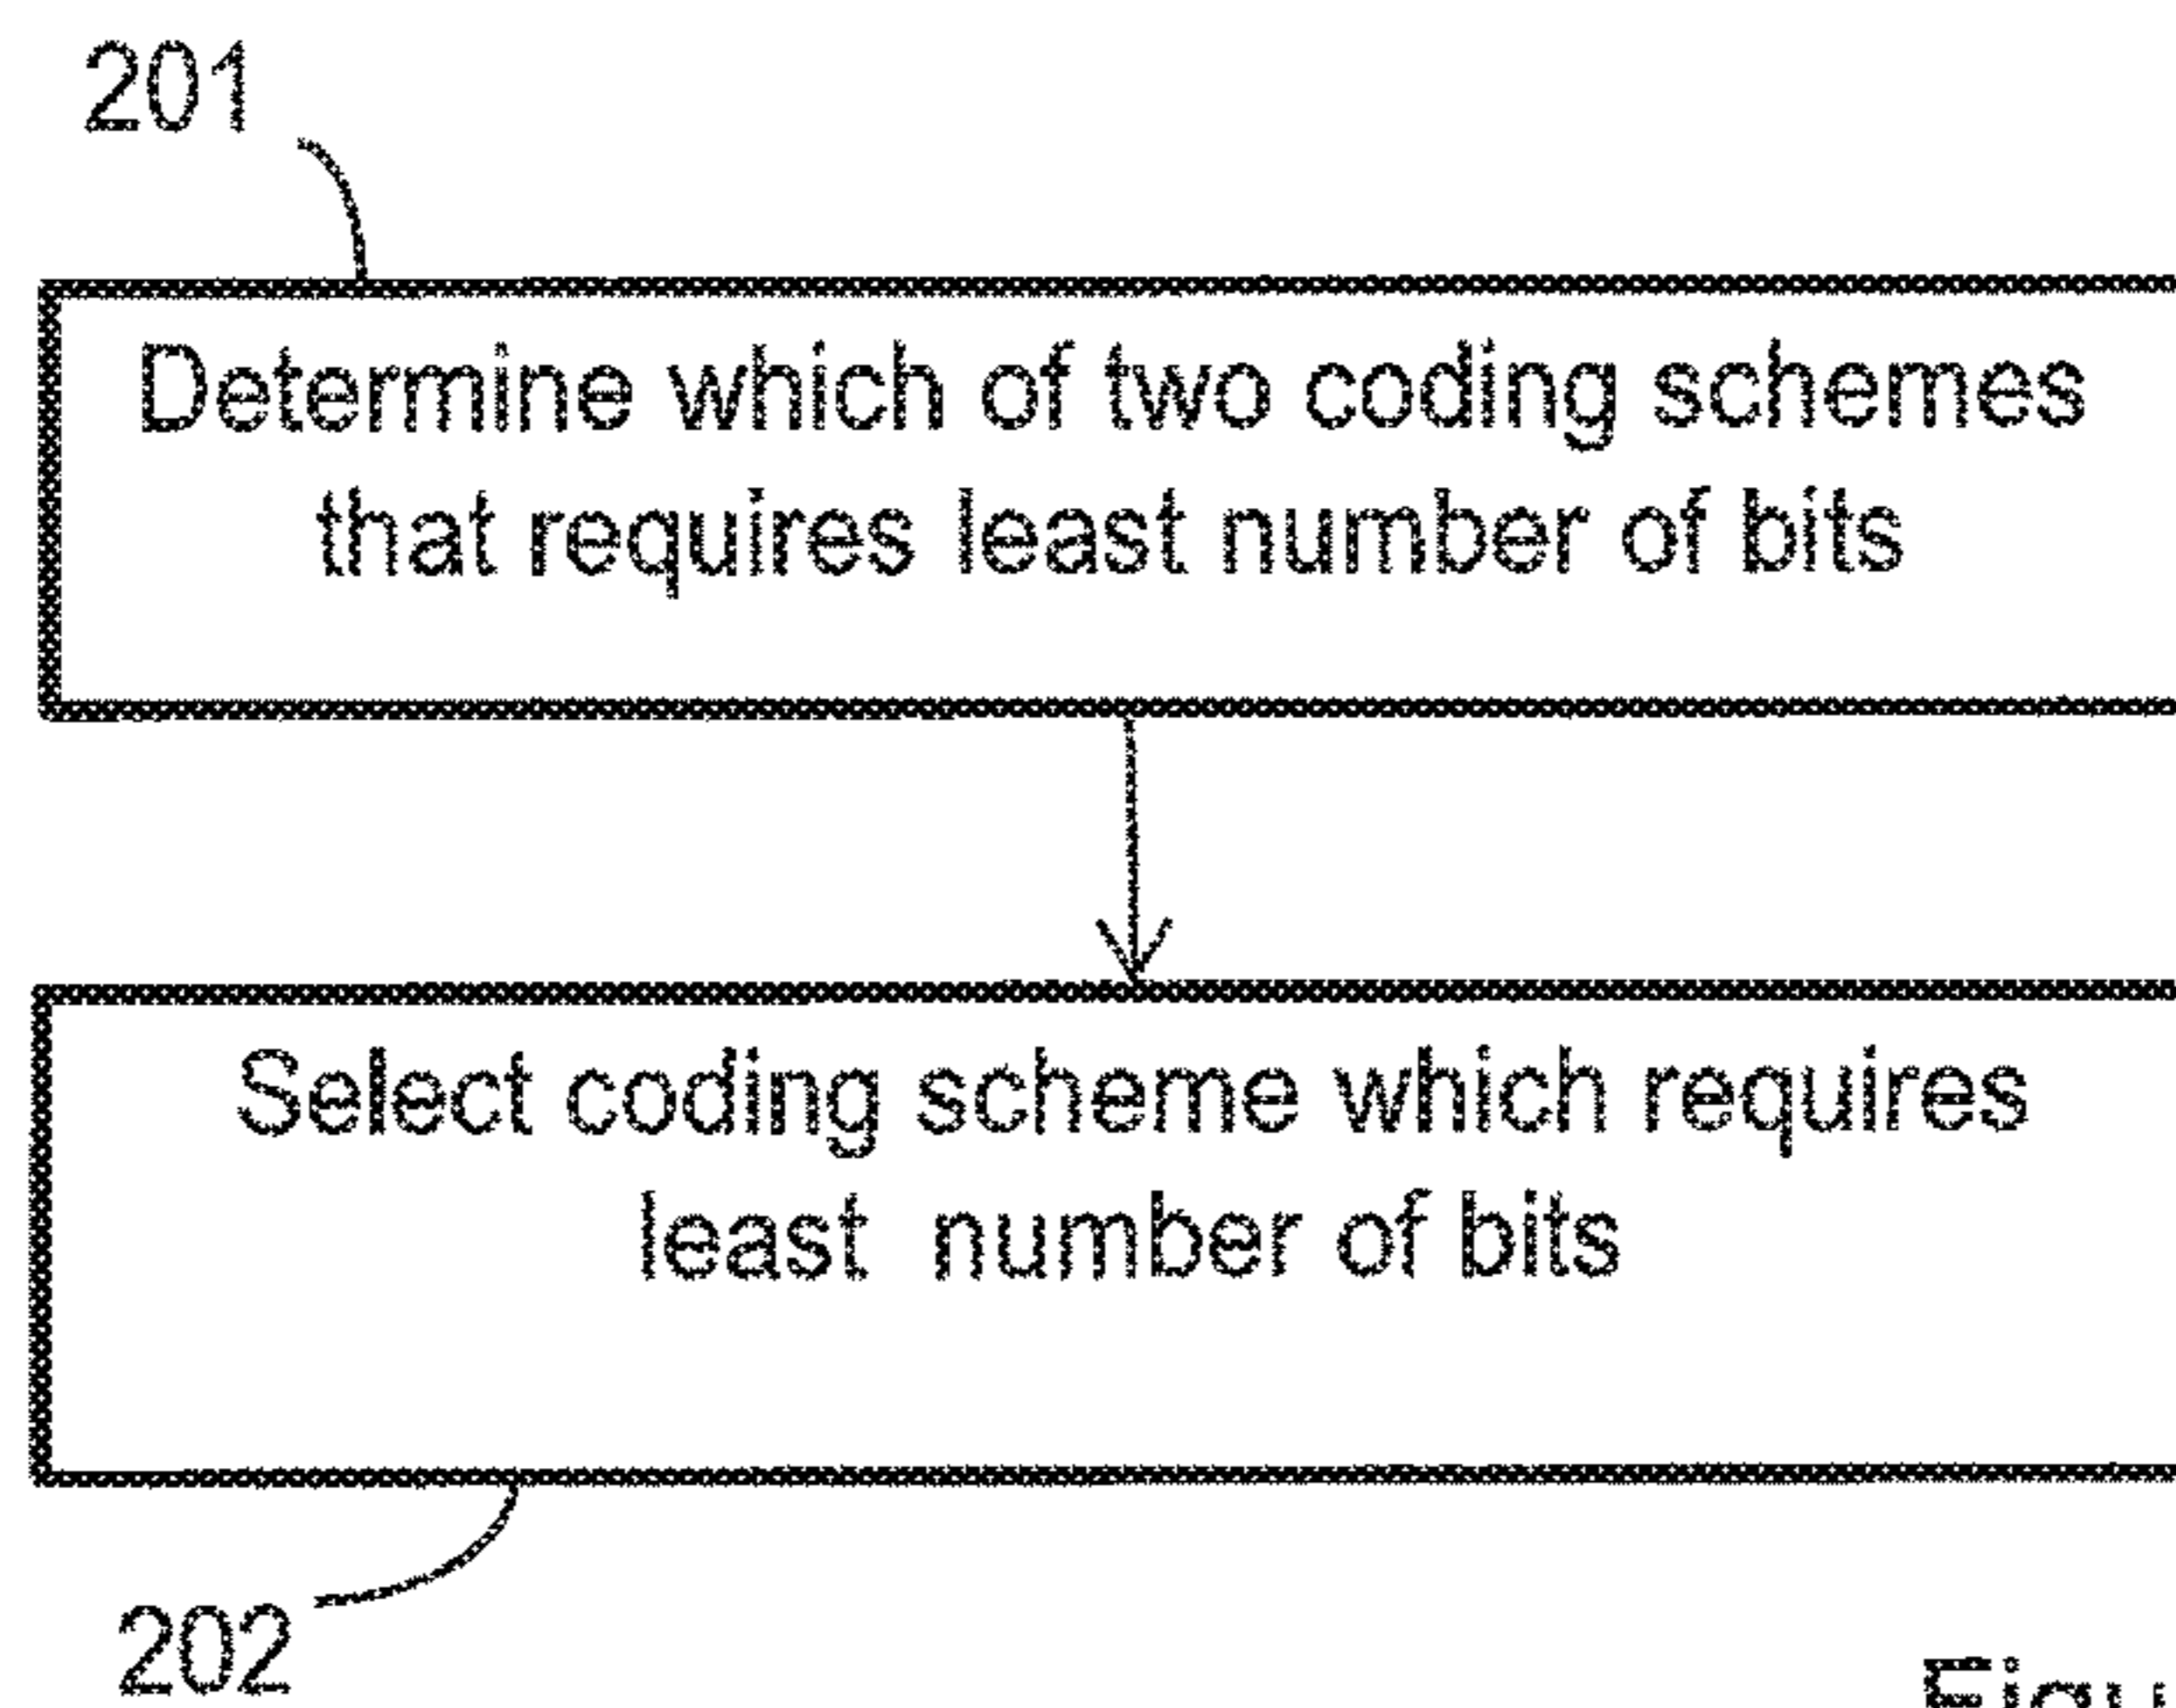 201
Determine which of two coding schemes
that requires least number of bits
Select coding scheme which requires
least number of bits
202